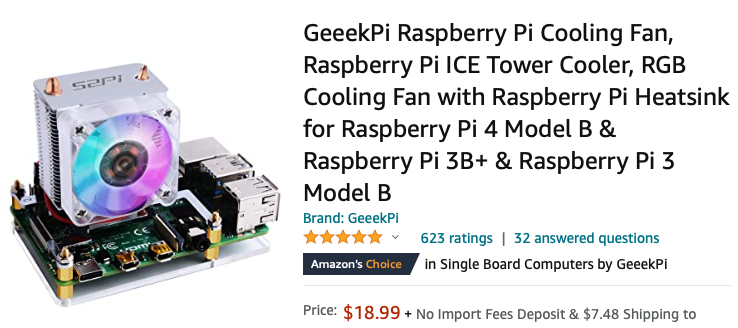 S2Pi
GeeekPi Raspberry Pi Cooling Fan,
Raspberry Pi ICE Tower Cooler, RGB
Cooling Fan with Raspberry Pi Heatsink
for Raspberry Pi 4 Model B &
Raspberry Pi 3B+ & Raspberry Pi 3
Model B
Brand: GeeekPi
623 ratings | 32 answered questions
Amazon's Choice in Single Board Computers by GeeekPi
Price: $18.99 + No Import Fees Deposit & $7.48 Shipping to